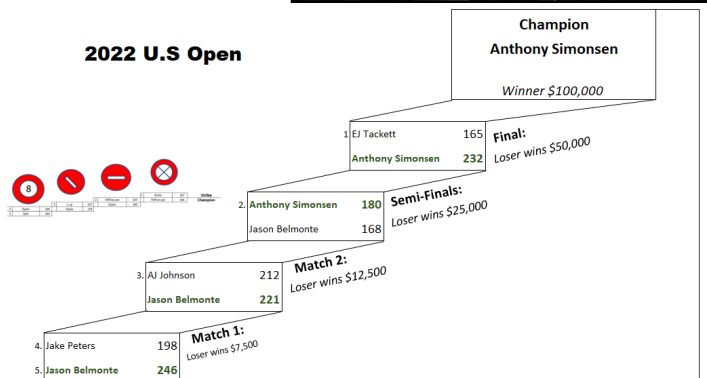 Champion
2022 U.S Open
Anthony Simonsen
Winner $100,000
1 EJ Tackett 165
Anthony Simonsen 232
Final:
Loser wins $50,000
8
Strike
Champion
2. Anthony Simonsen 180
Jason Belmonte 168
Semi-Finals:
Loser wins $25,000
3. AJ Johnson 212
Jason Belmonte 221
Match 2:
Loser wins $12,500
4. Jake Peters 198
5. Jason Belmonte 246
Match 1:
Loser wins $7,500